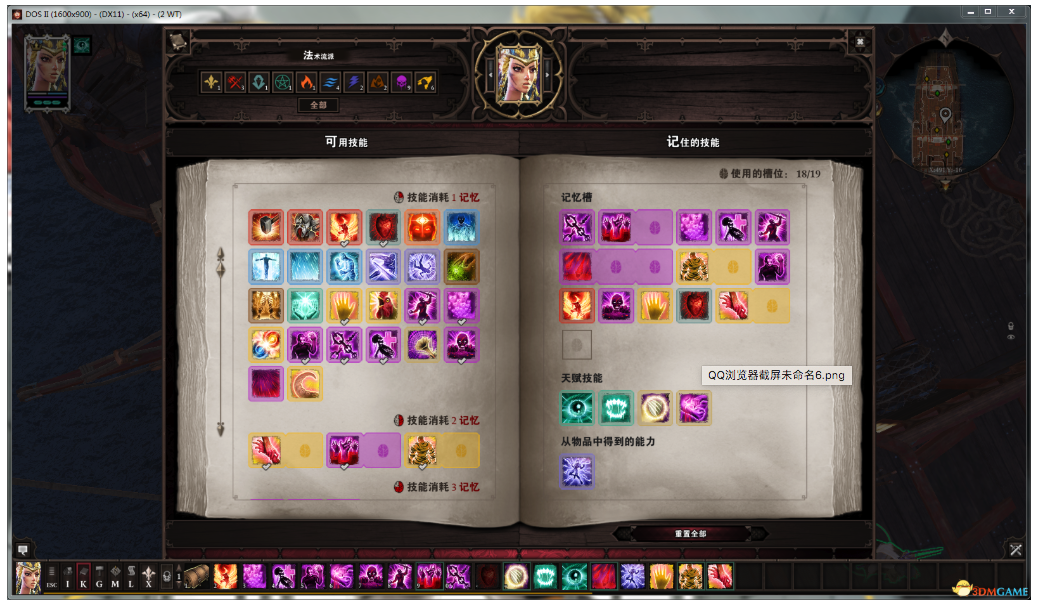 DOS II (1600x900) - (DX11) - (x64) - (2 WT)
法术流派
全部
可用技能
记住的技能
使用的槽位： 18/19
技能消耗 1 记忆
记忆槽
QQ浏览器截屏未命名6.png
天赋技能
技能消耗 2 记忆
从物品中得到的能力
技能消耗 3 记忆
重置全部
ESC I K G M L X 1
3DMGAME